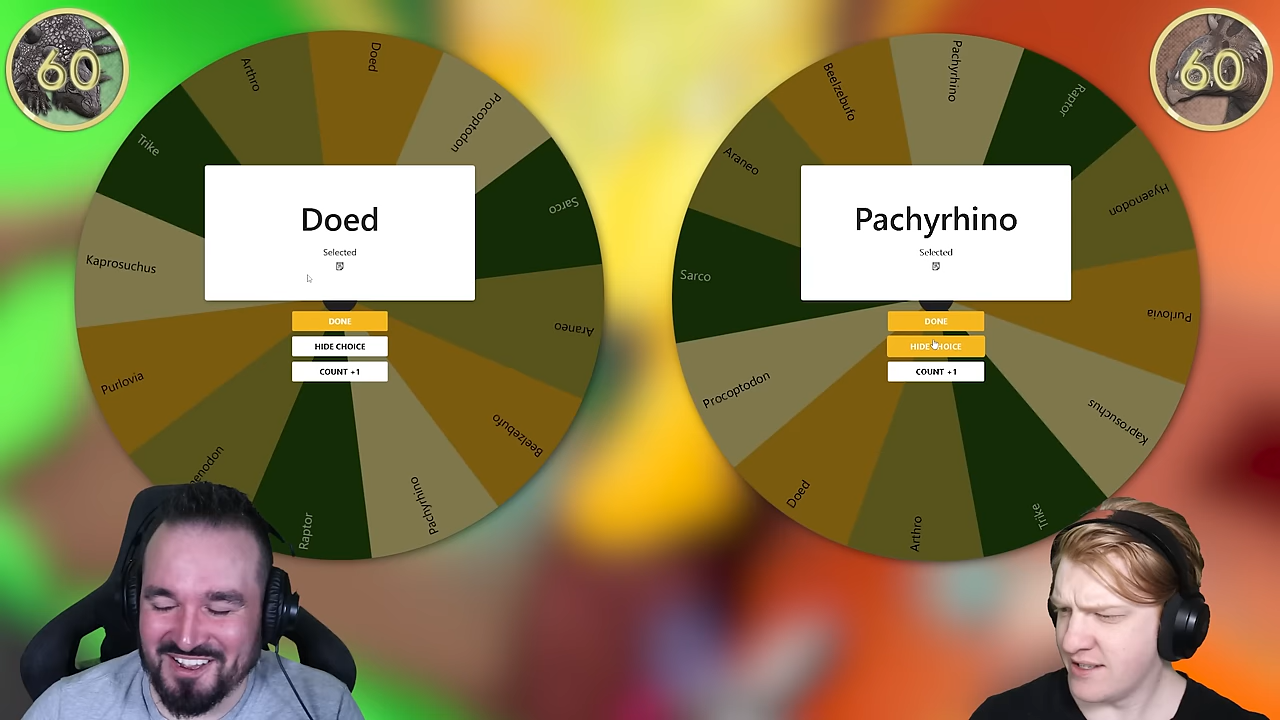 60
60
Doed
Procoptodon
Sarco
Araneo
Beelzebufo
Pachyrhino
Raptor
Purlovia
Kaprosuchus
Trike
Arthro
Doed
Selected
DONE
HIDE CHOICE
COUNT +1
Pachyrhino
Raptor
Hyaenodon
Purlovia
Kaprosuchus
Trike
Arthro
Doed
Procoptodon
Sarco
Araneo
Beelzebufo
Pachyrhino
Selected
DONE
HIDE CHOICE
COUNT +1